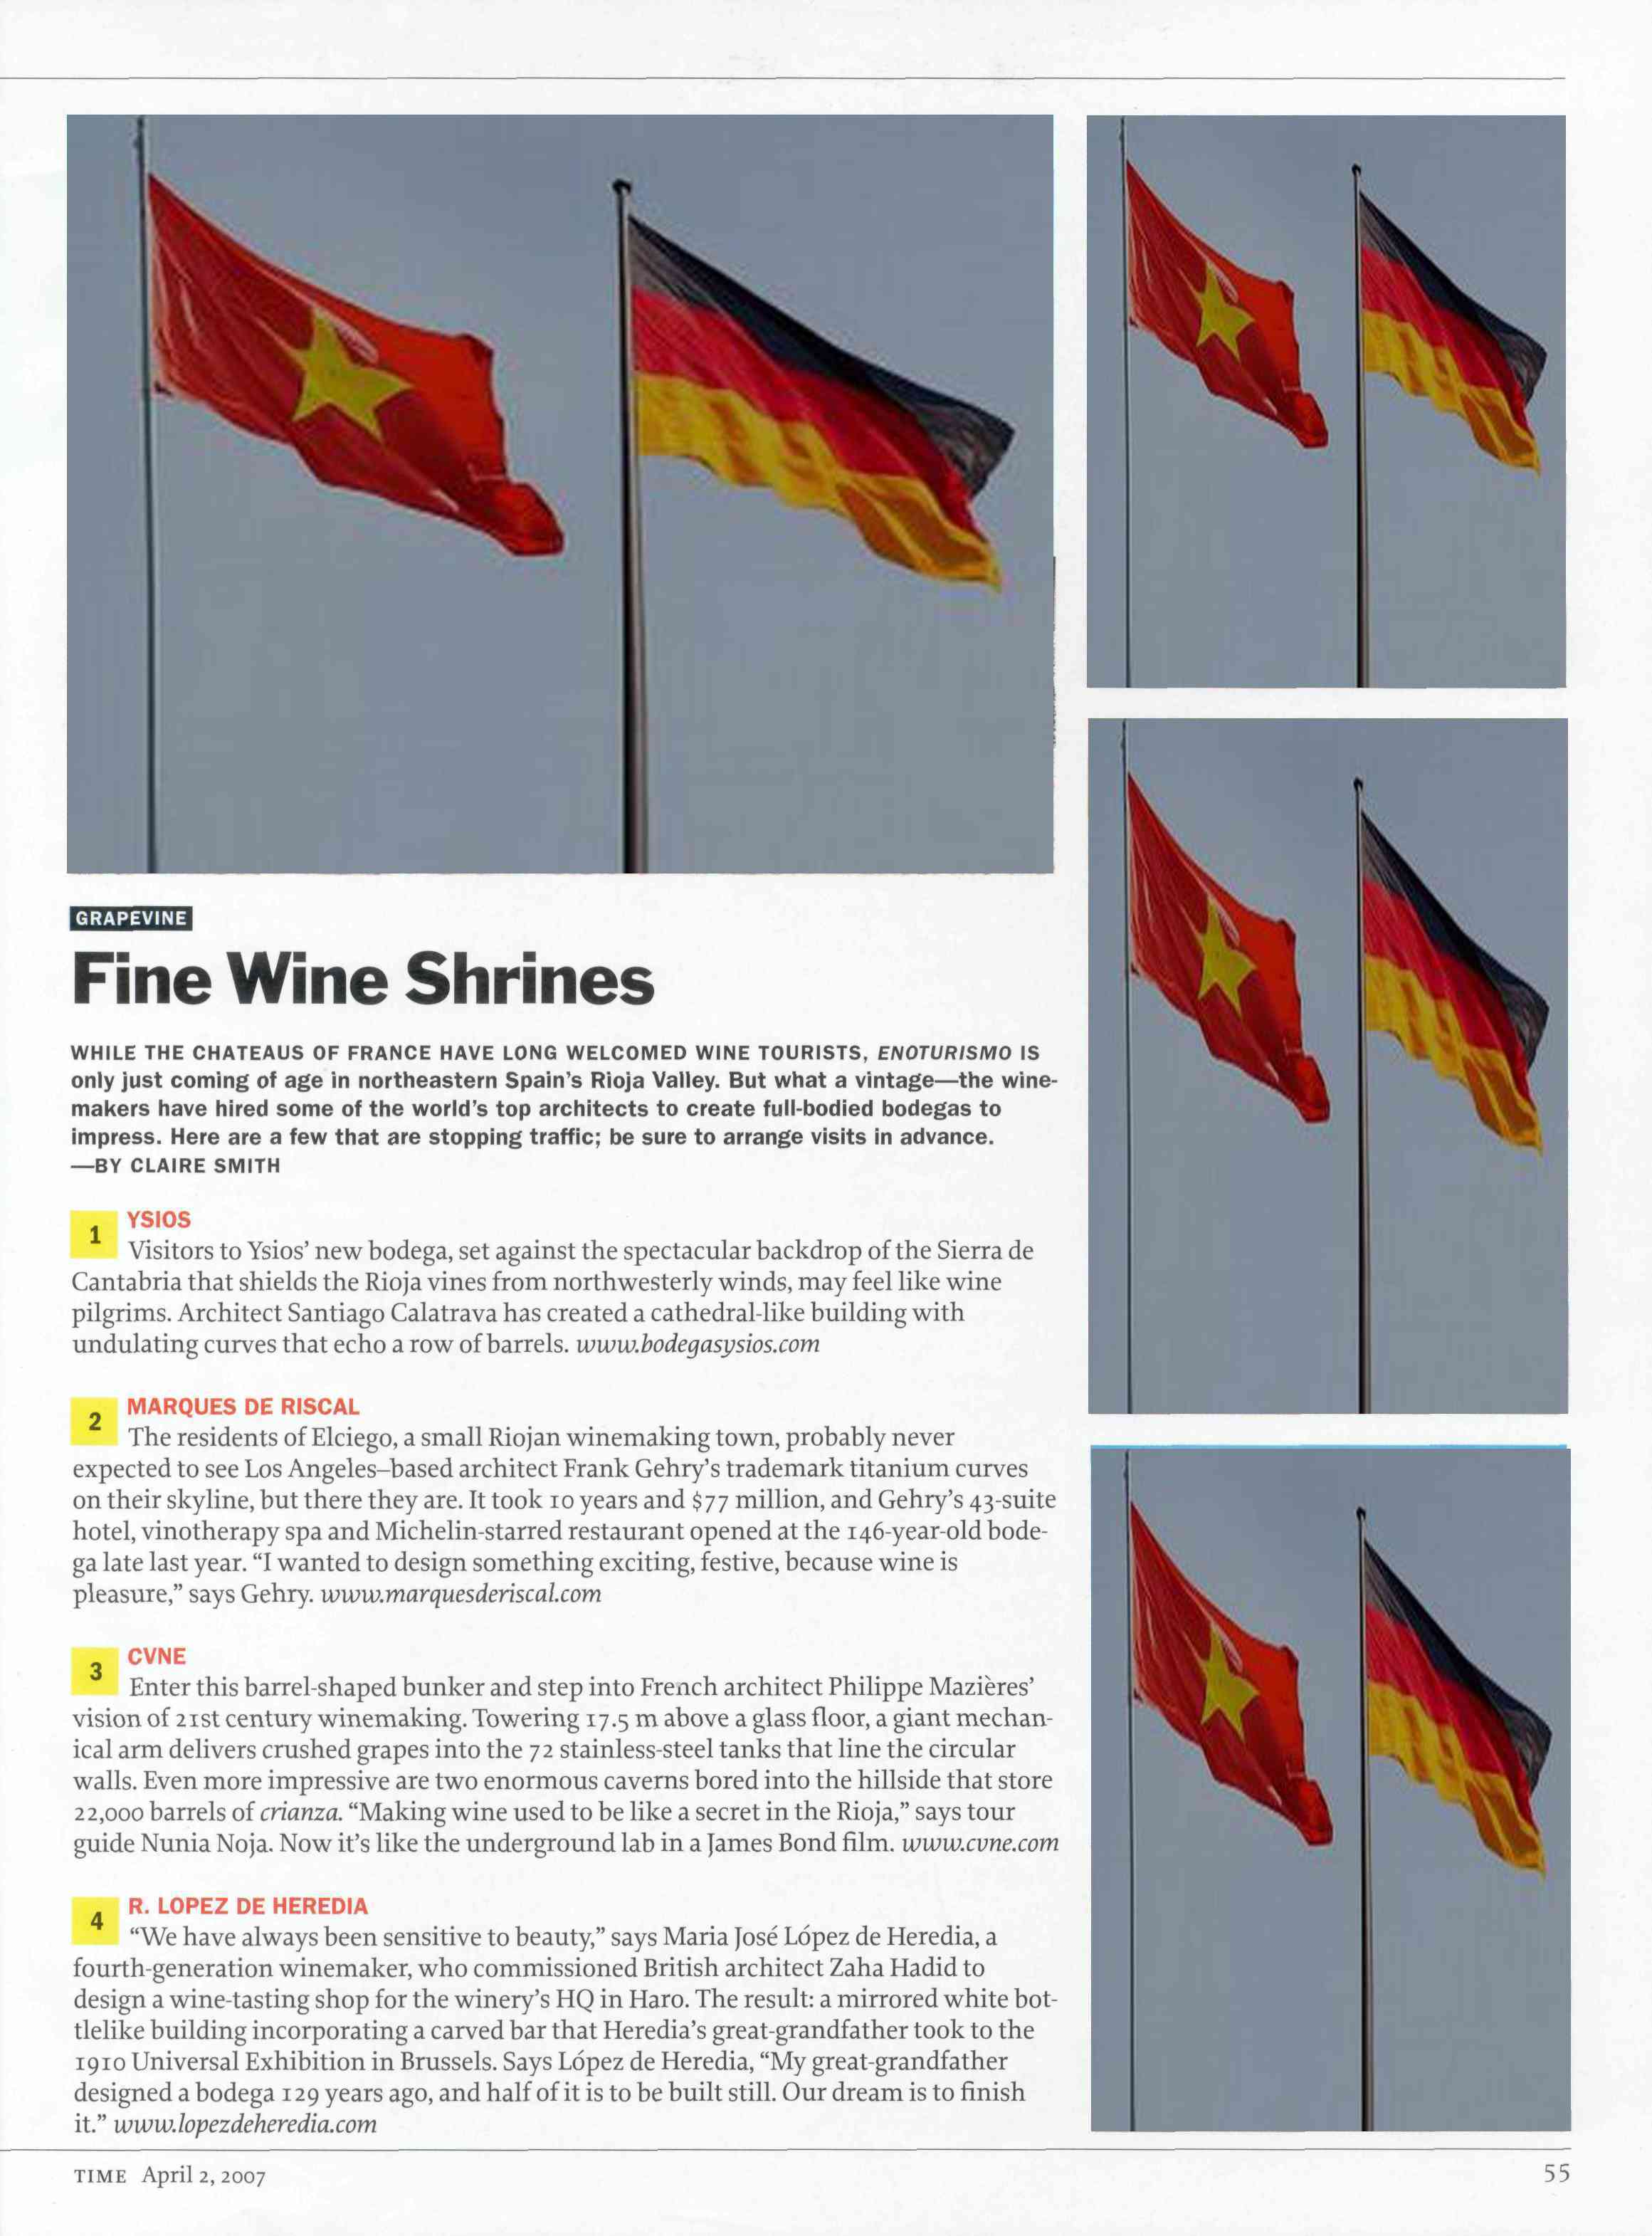 GRAPEVINE
Fine Wine Shrines
WHILE THE CHATEAUS OF FRANCE HAVE LONG WELCOMED WINE TOURISTS, ENOTURISMO IS
only just coming of age in northeastern Spain's Rioja Valley. But what a vintage—the wine-
makers have hired some of the world's top architects to create full-bodied bodegas to
impress. Here are a few that are stopping traffic; be sure to arrange visits in advance.
—BY CLAIRE SMITH
1 YSIOS
Visitors to Ysios' new bodega, set against the spectacular backdrop of the Sierra de
Cantabria that shields the Rioja vines from northwesterly winds, may feel like wine
pilgrims. Architect Santiago Calatrava has created a cathedral-like building with
undulating curves that echo a row of barrels. www.bodegasysios.com
2 MARQUES DE RISCAL
The residents of Elciego, a small Riojan winemaking town, probably never
expected to see Los Angeles–based architect Frank Gehry's trademark titanium curves
on their skyline, but there they are. It took 10 years and $77 million, and Gehry's 43-suite
hotel, vinotherapy spa and Michelin-starred restaurant opened at the 146-year-old bode-
ga late last year. “I wanted to design something exciting, festive, because wine is
pleasure,” says Gehry. www.marquesderiscal.com
3 CVNE
Enter this barrel-shaped bunker and step into French architect Philippe Mazières'
vision of 21st century winemaking. Towering 17.5 m above a glass floor, a giant mechan-
ical arm delivers crushed grapes into the 72 stainless-steel tanks that line the circular
walls. Even more impressive are two enormous caverns bored into the hillside that store
22,000 barrels of crianza. “Making wine used to be like a secret in the Rioja,” says tour
guide Nunia Noja. Now it's like the underground lab in a James Bond film. www.cvne.com
4 R. LOPEZ DE HEREDIA
“We have always been sensitive to beauty,” says Maria José López de Heredia, a
fourth-generation winemaker, who commissioned British architect Zaha Hadid to
design a wine-tasting shop for the winery's HQ in Haro. The result: a mirrored white bot-
tlelike building incorporating a carved bar that Heredia's great-grandfather took to the
1910 Universal Exhibition in Brussels. Says López de Heredia, “My great-grandfather
designed a bodega 129 years ago, and half of it is to be built still. Our dream is to finish
it.” www.lopezdeheredia.com
TIME April 2, 2007
55